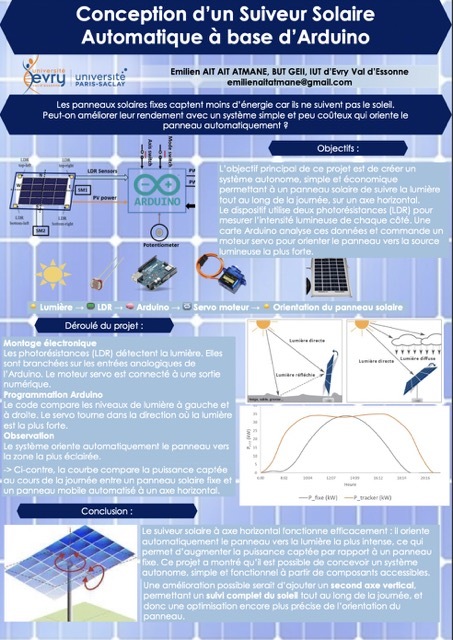 Conception d'un Suiveur Solaire
Automatique à base d'Arduino
université
evry
université
PARIS-SACLAY
Emilien AIT AIT ATMANE, BUT GEII, IUT d'Evry Val d'Essonne
emilienaitatmane@gmail.com
Les panneaux solaires fixes captent moins d'énergie car ils ne suivent pas le soleil.
Peut-on améliorer leur rendement avec un système simple et peu coûteux qui oriente le
panneau automatiquement ?
Objectifs :
LDR
top-left
LDR
top-right
LDR Sensors
SM1
PV power
LDR
bottom-left
LDR
bottom-right
SM2
Axis switch
Mode switch
ARDUINO
Potentiometer
L'objectif principal de ce projet est de créer un
système autonome, simple et économique
permettant à un panneau solaire de suivre la lumière
tout au long de la journée, sur un axe horizontal.
Le dispositif utilise deux photorésistances (LDR) pour
mesurer l'intensité lumineuse de chaque côté. Une
carte Arduino analyse ces données et commande un
moteur servo pour orienter le panneau vers la source
lumineuse la plus forte.
Lumière → LDR → Arduino → Servo moteur → Orientation du panneau solaire
Déroulé du projet :
Montage électronique
Les photorésistances (LDR) détectent la lumière. Elles
sont branchées sur les entrées analogiques de
l'Arduino. Le moteur servo est connecté à une sortie
numérique.
Programmation Arduino
Le code compare les niveaux de lumière à gauche et
à droite. Le servo tourne dans la direction où la lumière
est la plus forte.
Observation
Le système oriente automatiquement le panneau vers
la zone la plus éclairée.
-> Ci-contre, la courbe compare la puissance captée
au cours de la journée entre un panneau solaire fixe et
un panneau mobile automatisé à un axe horizontal.
Lumière directe
Lumière réfléchie
Lumière directe
Lumière diffuse
P_fixe (kW)
P_tracker (kW)
Conclusion :
Le suiveur solaire à axe horizontal fonctionne efficacement : il oriente
automatiquement le panneau vers la lumière la plus intense, ce qui
permet d'augmenter la puissance captée par rapport à un panneau
fixe. Ce projet a montré qu'il est possible de concevoir un système
autonome, simple et fonctionnel à partir de composants accessibles.
Une amélioration possible serait d'ajouter un second axe vertical,
permettant un suivi complet du soleil tout au long de la journée, et
donc une optimisation encore plus précise de l'orientation du
panneau.